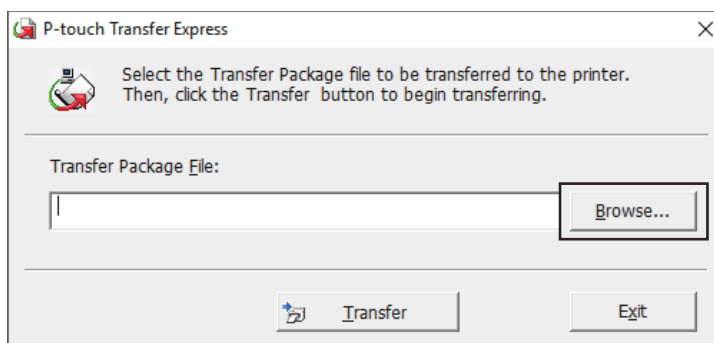 P-touch Transfer Express
Select the Transfer Package file to be transferred to the printer.
Then, click the Transfer button to begin transferring.
Transfer Package File:
Browse...
Transfer
Exit